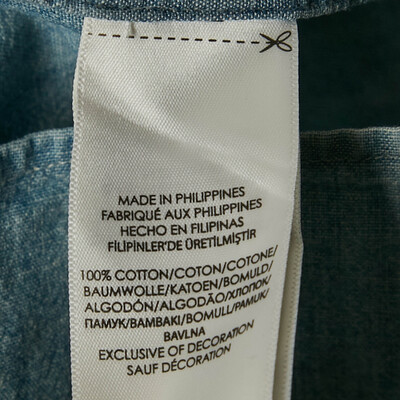 MADE IN PHILIPPINES
FABRIQUÉ AUX PHILIPPINES
HECHO EN FILIPINAS
FİLİPİNLER'DE ÜRETİLMİŞTİR
100% COTTON/COTON/COTONE/
BAUMWOLLE/KATOEN/BOMULD/
ALGODÓN/ALGODÃO/ХЛОПОК/
ПАМУК/BAMBAKI/BOMULL/PAMUK/
BAVLNA
EXCLUSIVE OF DECORATION
SAUF DÉCORATION